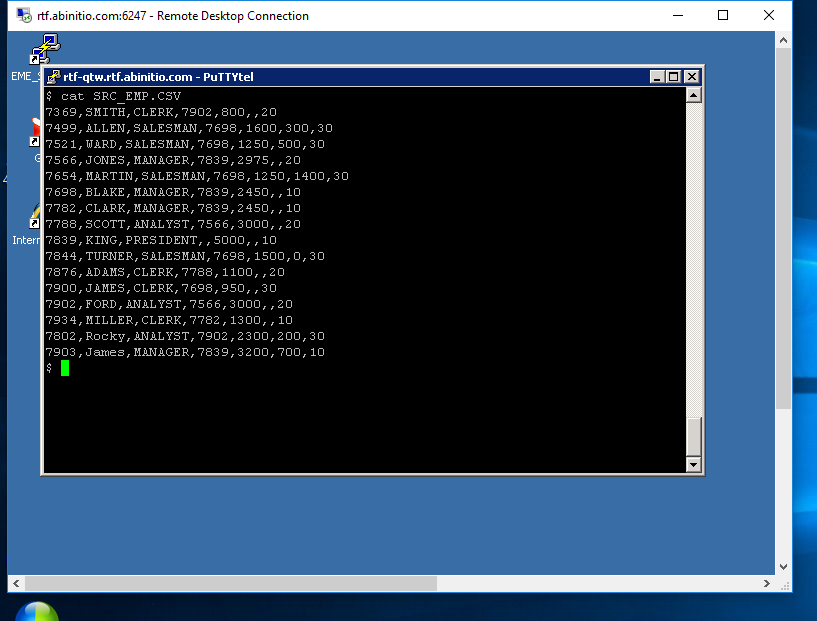 rtf.abinitio.com:6247 - Remote Desktop Connection
EME_S
rtf-qtw.rtf.abinitio.com - PuTTYtel
$ cat SRC_EMP.CSV
7369,SMITH,CLERK,7902,800,,20
7499,ALLEN,SALESMAN,7698,1600,300,30
7521,WARD,SALESMAN,7698,1250,500,30
7566,JONES,MANAGER,7839,2975,,20
7654,MARTIN,SALESMAN,7698,1250,1400,30
7698,BLAKE,MANAGER,7839,2450,,10
7782,CLARK,MANAGER,7839,2450,,10
7788,SCOTT,ANALYST,7566,3000,,20
7839,KING,PRESIDENT,,5000,,10
7844,TURNER,SALESMAN,7698,1500,0,30
7876,ADAMS,CLERK,7788,1100,,20
7900,JAMES,CLERK,7698,950,,30
7902,FORD,ANALYST,7566,3000,,20
7934,MILLER,CLERK,7782,1300,,10
7802,Rocky,ANALYST,7902,2300,200,30
7903,James,MANAGER,7839,3200,700,10
$
G
Intern